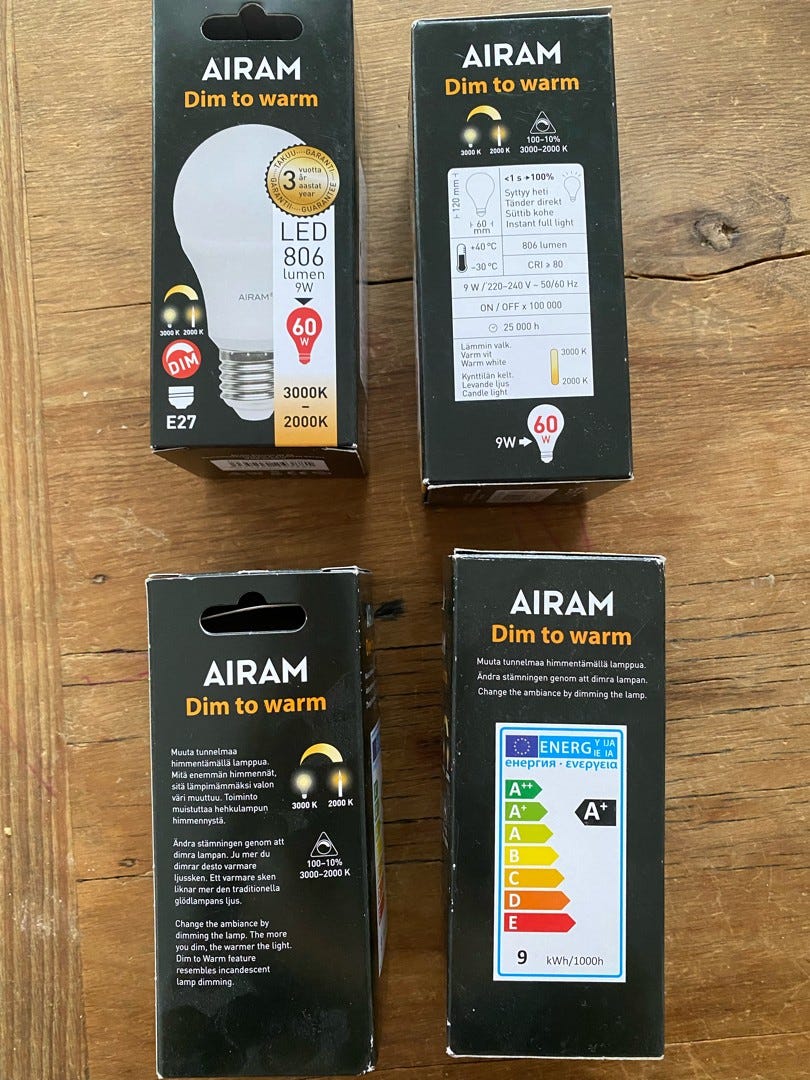 AIRAM
Dim to warm
TAKUU GARANTI
3 vuotta
år
aastat
year
GARANTII GUARANTEE
LED
806
lumen
9W
AIRAM
60
W
3000 K 2000 K
DIM
E27
3000K
–
2000K
AIRAM
Dim to warm
3000 K 2000 K
100–10%
3000–2000 K
120 mm
60
mm
<1 s → 100%
Syttyy heti
Tänder direkt
Süttib kohe
Instant full light
+40 °C
–30 °C
806 lumen
CRI ≥ 80
9 W / 220–240 V ~ 50/60 Hz
ON / OFF x 100 000
25 000 h
Lämmin valk.
Varm vit
Warm white
3000 K
Kynttilän kelt.
Levande ljus
Candle light
2000 K
9W
60
W
AIRAM
Dim to warm
Muuta tunnelmaa
himmentämällä lamppua.
Mitä enemmän himmennät,
sitä lämpimämmäksi valon
väri muuttuu. Toiminto
muistuttaa hehkulampun
himmennystä.
3000 K 2000 K
100–10%
3000–2000 K
Ändra stämningen genom att
dimra lampan. Ju mer du
dimrar desto varmare
ljussken. Ett varmare sken
liknar mer den traditionella
glödlampans ljus.
Change the ambiance by
dimming the lamp. The more
you dim, the warmer the light.
Dim to Warm feature
resembles incandescent
lamp dimming.
AIRAM
Dim to warm
Muuta tunnelmaa himmentämällä lamppua.
Ändra stämningen genom att dimra lampan.
Change the ambiance by dimming the lamp.
ENERG Y IJA
IE IA
енергия · ενεργεια
A++
A+
A
B
C
D
E
A+
9 kWh/1000h